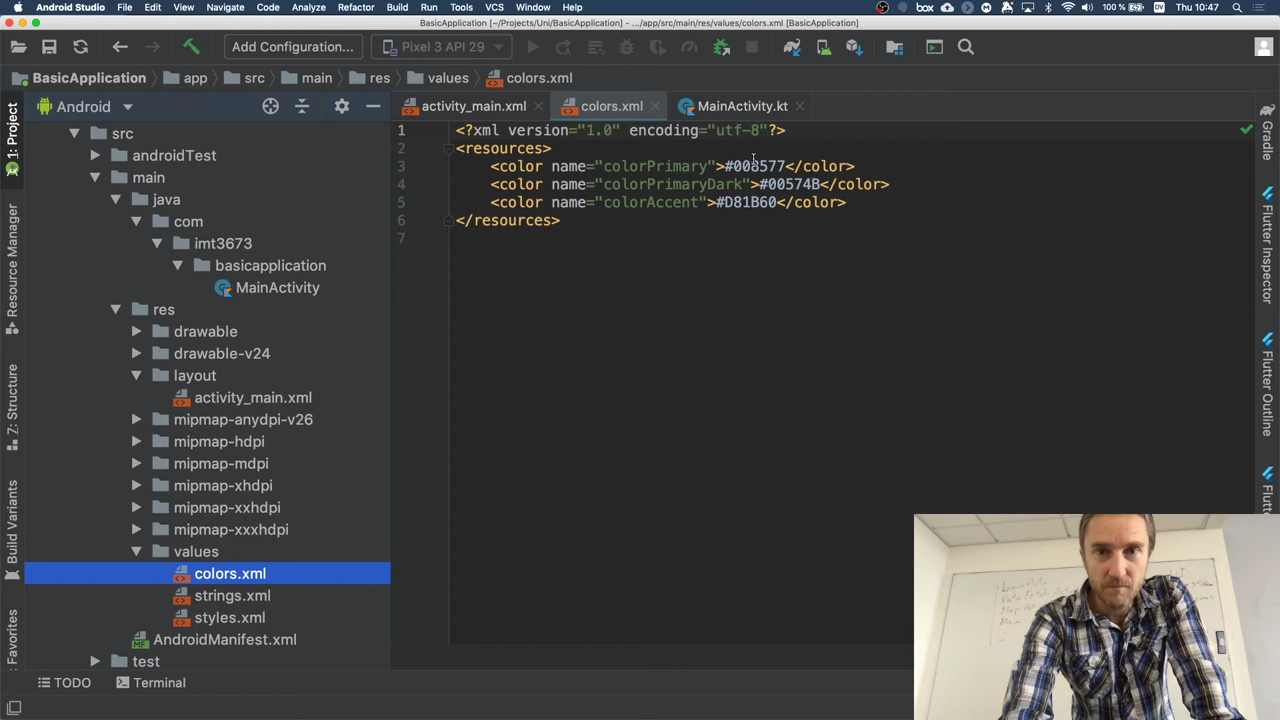 Android Studio File Edit View Navigate Code Analyze Refactor Build Run Tools VCS Window Help box 100 % DV Thu 10:47
BasicApplication [~/Projects/Uni/BasicApplication] - .../app/src/main/res/values/colors.xml [BasicApplication]
Add Configuration... Pixel 3 API 29
BasicApplication app src main res values colors.xml
Android
activity_main.xml colors.xml MainActivity.kt
1: Project
Resource Manager
Z: Structure
Build Variants
Favorites
src
androidTest
main
java
com
imt3673
basicapplication
MainActivity
res
drawable
drawable-v24
layout
activity_main.xml
mipmap-anydpi-v26
mipmap-hdpi
mipmap-mdpi
mipmap-xhdpi
mipmap-xxhdpi
mipmap-xxxhdpi
values
colors.xml
strings.xml
styles.xml
AndroidManifest.xml
test
1 <?xml version="1.0" encoding="utf-8"?>
2 <resources>
3 <color name="colorPrimary">#008577</color>
4 <color name="colorPrimaryDark">#00574B</color>
5 <color name="colorAccent">#D81B60</color>
6 </resources>
7
Gradle
Flutter Inspector
Flutter Outline
TODO Terminal